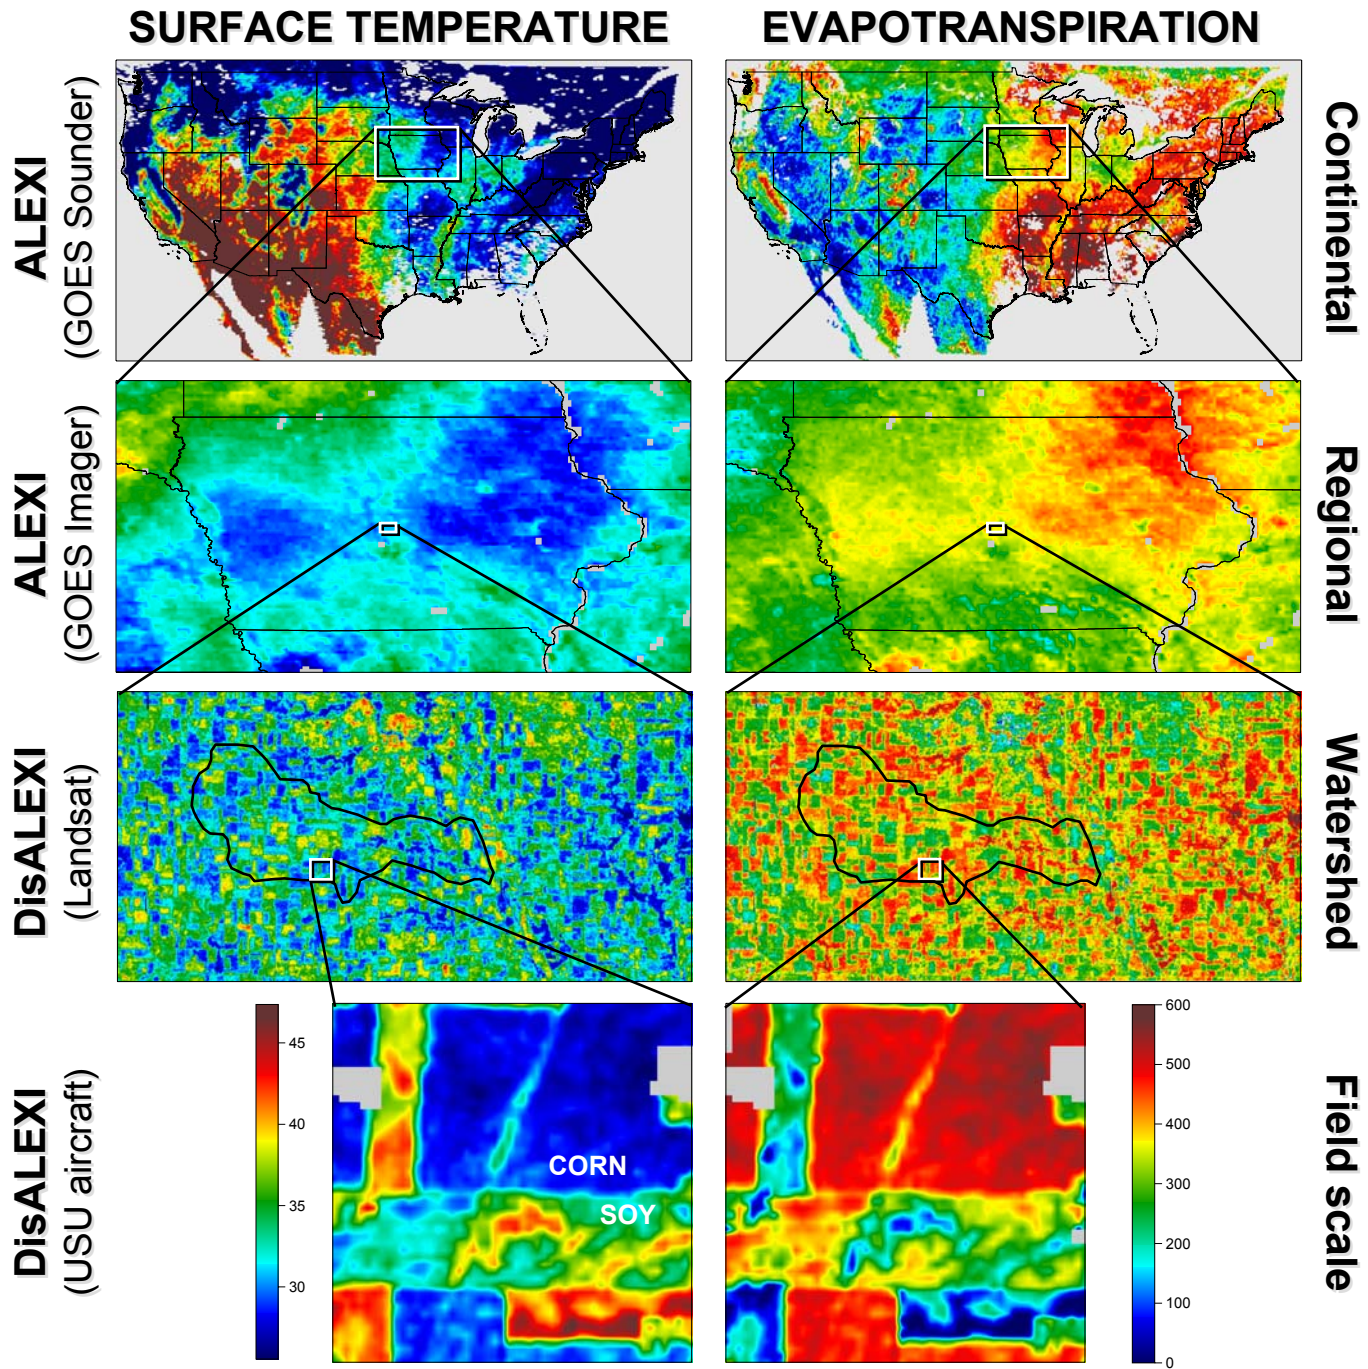 SURFACE TEMPERATURE
EVAPOTRANSPIRATION
ALEXI
(GOES Sounder)
Continental
ALEXI
(GOES Imager)
Regional
DisALEXI
(Landsat)
Watershed
DisALEXI
(USU aircraft)
45
40
35
30
CORN
SOY
600
500
400
300
200
100
0
Field scale